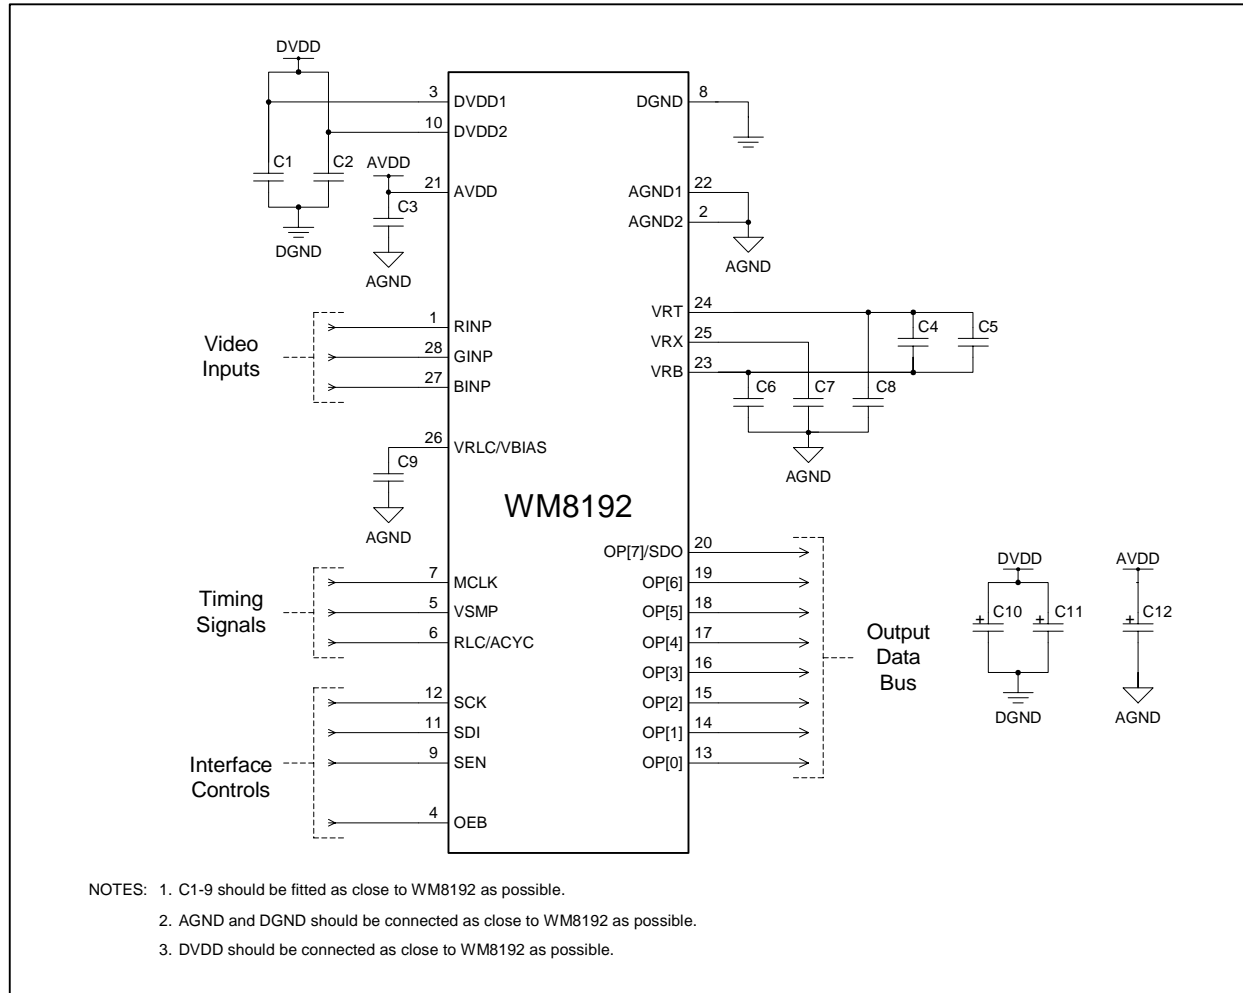 DVDD
3
DVDD1
DGND
8
10
DVDD2
C1
C2
AVDD
21
AVDD
AGND1
22
C3
AGND2
2
DGND
AGND
AGND
VRT
24
1
RINP
C4
C5
Video
Inputs
VRX
25
28
GINP
VRB
23
27
BINP
C6
C7
C8
26
VRLC/VBIAS
C9
AGND
WM8192
AGND
OP[7]/SDO
20
DVDD
AVDD
7
MCLK
OP[6]
19
Timing
Signals
5
VSMP
OP[5]
18
+
C10
+
C11
+
C12
6
RLC/ACYC
OP[4]
17
Output
Data
Bus
OP[3]
16
12
SCK
OP[2]
15
DGND
AGND
11
SDI
OP[1]
14
Interface
Controls
9
SEN
OP[0]
13
4
OEB
NOTES: 1. C1-9 should be fitted as close to WM8192 as possible.
2. AGND and DGND should be connected as close to WM8192 as possible.
3. DVDD should be connected as close to WM8192 as possible.